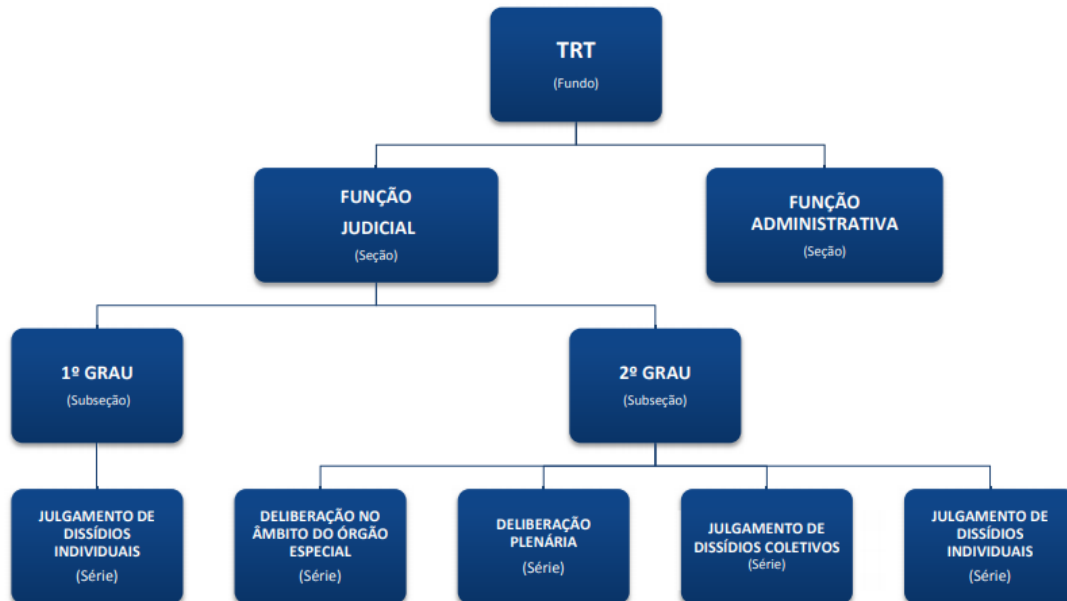 TRT
(Fundo)
FUNÇÃO
JUDICIAL
(Seção)
FUNÇÃO
ADMINISTRATIVA
(Seção)
1º GRAU
(Subseção)
2º GRAU
(Subseção)
JULGAMENTO DE
DISSÍDIOS
INDIVIDUAIS
(Série)
DELIBERAÇÃO NO
ÂMBITO DO ÓRGÃO
ESPECIAL
(Série)
DELIBERAÇÃO
PLENÁRIA
(Série)
JULGAMENTO DE
DISSÍDIOS COLETIVOS
(Série)
JULGAMENTO DE
DISSÍDIOS
INDIVIDUAIS
(Série)